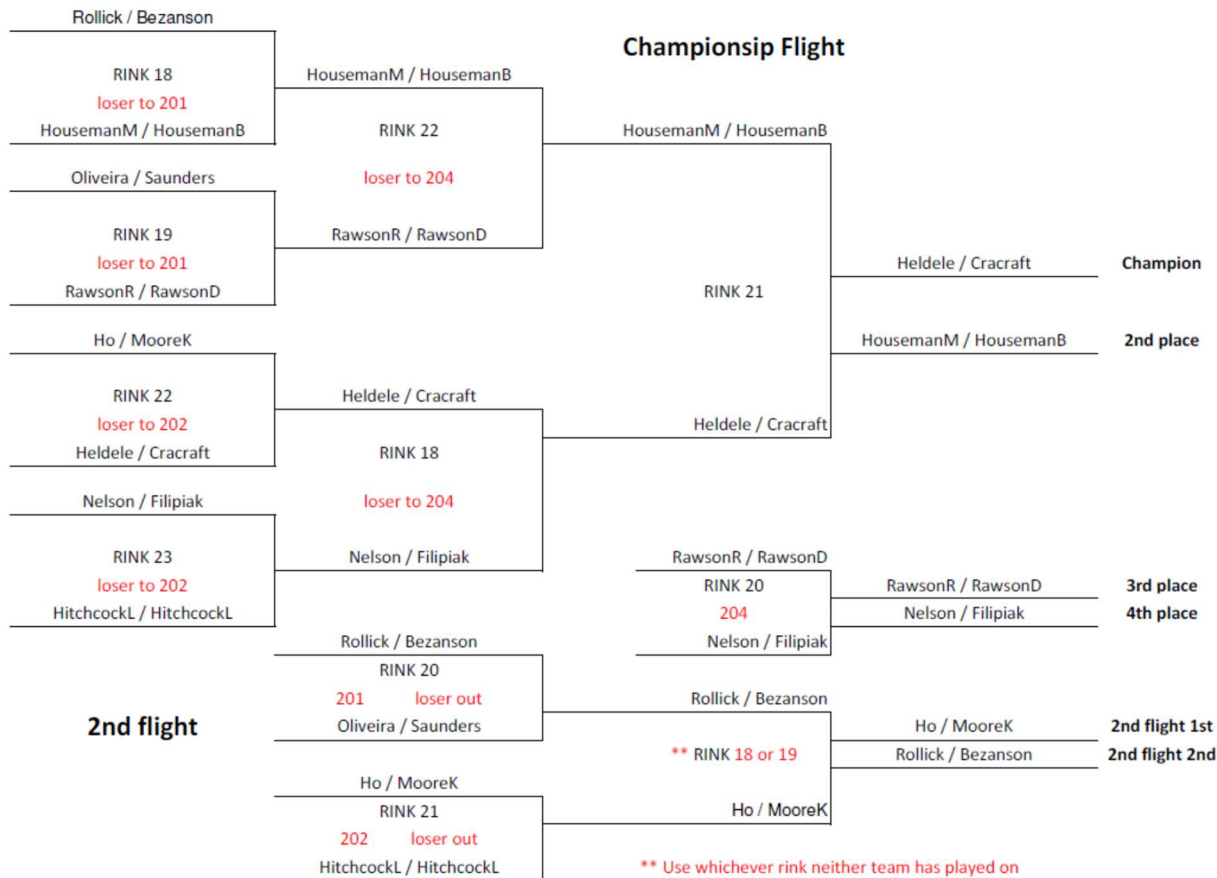 Rollick / Bezanson
Championsip Flight
RINK 18
HousemanM / HousemanB
loser to 201
HousemanM / HousemanB
RINK 22
HousemanM / HousemanB
Oliveira / Saunders
loser to 204
RINK 19
RawsonR / RawsonD
loser to 201
Heldele / Cracraft
Champion
RawsonR / RawsonD
RINK 21
Ho / MooreK
HousemanM / HousemanB
2nd place
RINK 22
Heldele / Cracraft
loser to 202
Heldele / Cracraft
Heldele / Cracraft
RINK 18
Nelson / Filipiak
loser to 204
RINK 23
Nelson / Filipiak
RawsonR / RawsonD
loser to 202
RINK 20
RawsonR / RawsonD
3rd place
HitchcockL / HitchcockL
204
Nelson / Filipiak
4th place
Rollick / Bezanson
Nelson / Filipiak
RINK 20
201 loser out
Rollick / Bezanson
2nd flight
Oliveira / Saunders
Ho / MooreK
2nd flight 1st
** RINK 18 or 19
Rollick / Bezanson
2nd flight 2nd
Ho / MooreK
RINK 21
Ho / MooreK
202 loser out
HitchcockL / HitchcockL
** Use whichever rink neither team has played on